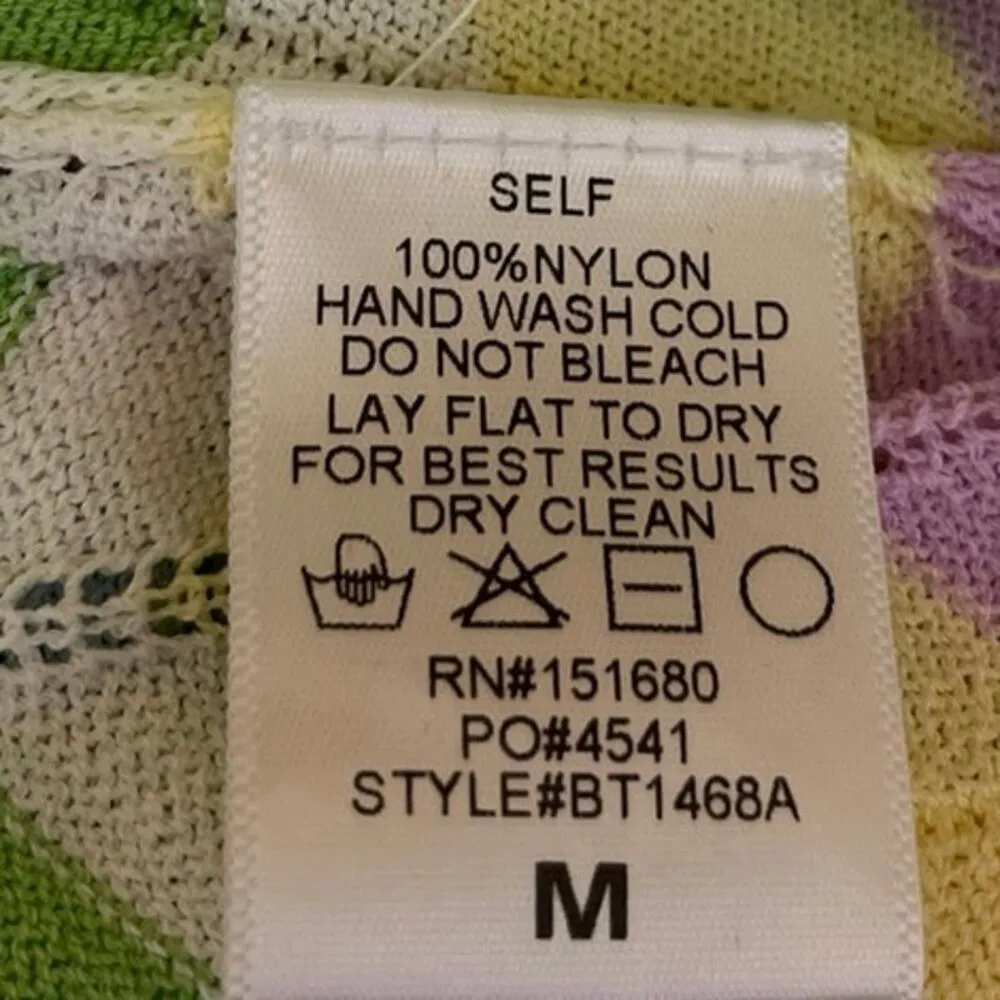 SELF
100%NYLON
HAND WASH COLD
DO NOT BLEACH
LAY FLAT TO DRY
FOR BEST RESULTS
DRY CLEAN
RN#151680
PO#4541
STYLE#BT1468A
M